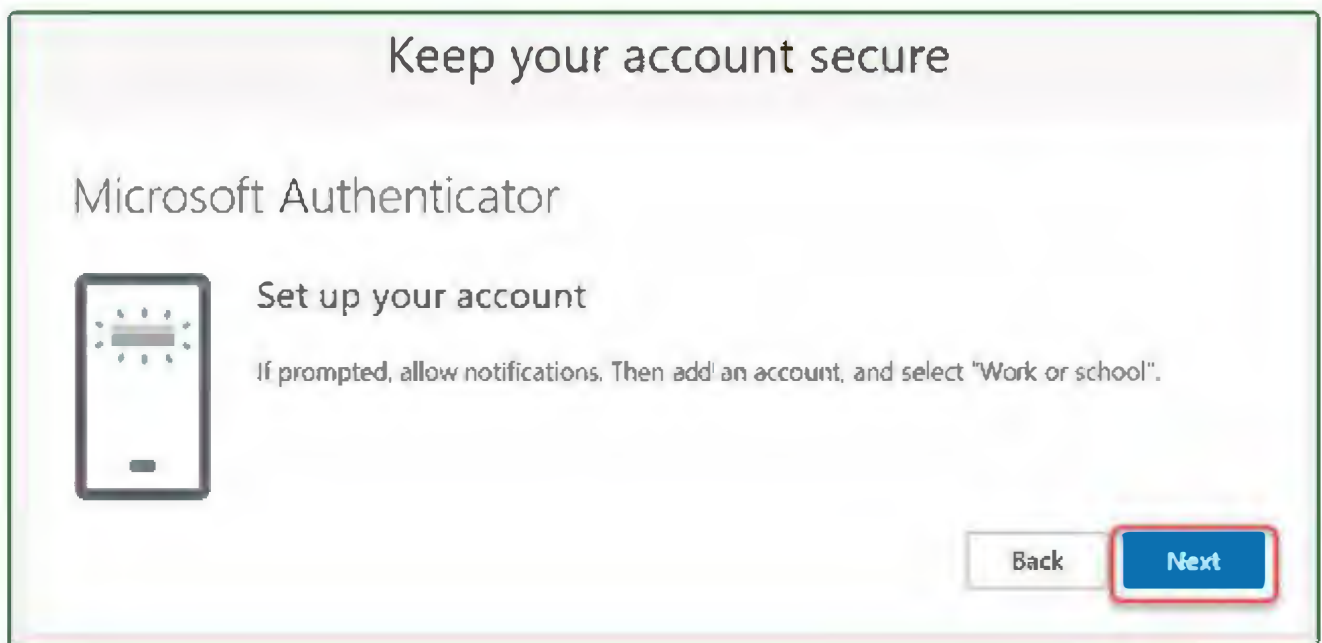 Keep your account secure
Microsoft Authenticator
Set up your account
If prompted, allow notifications. Then add an account, and select "Work or school".
Back
Next